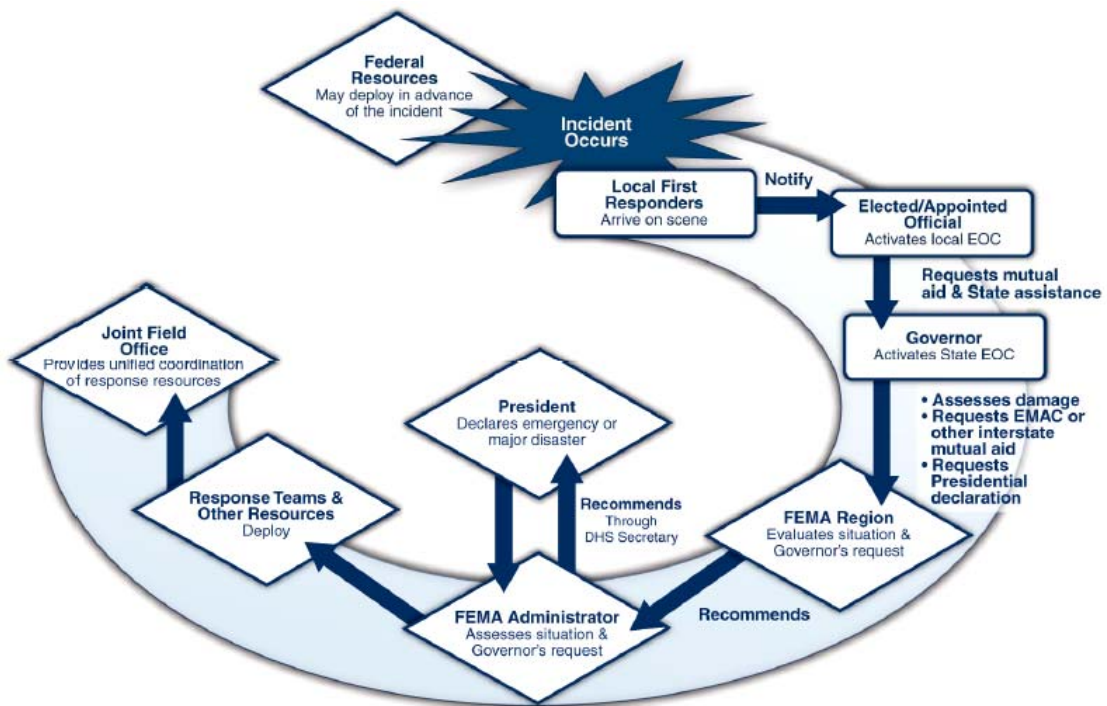 Federal
Resources
May deploy in advance
of the incident
Incident
Occurs
Local First
Responders
Arrive on scene
Notify
Elected/Appointed
Official
Activates local EOC
Requests mutual
aid & State assistance
Governor
Activates State EOC
• Assesses damage
• Requests EMAC or
other interstate
mutual aid
• Requests
Presidential
declaration
FEMA Region
Evaluates situation &
Governor's request
Recommends
FEMA Administrator
Assesses situation &
Governor's request
Recommends
Through
DHS Secretary
President
Declares emergency or
major disaster
Response Teams &
Other Resources
Deploy
Joint Field
Office
Provides unified coordination
of response resources